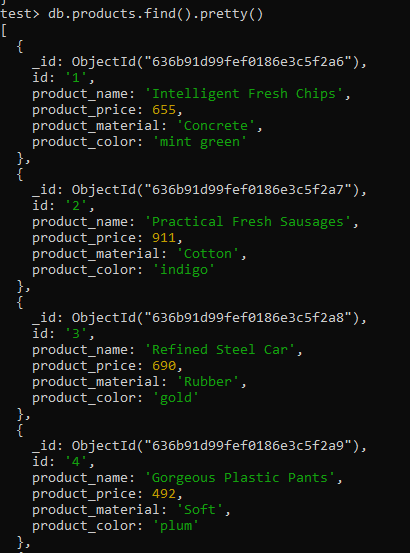 test> db.products.find().pretty()
[
  {
    _id: ObjectId("636b91d99fef0186e3c5f2a6"),
    id: '1',
    product_name: 'Intelligent Fresh Chips',
    product_price: 655,
    product_material: 'Concrete',
    product_color: 'mint green'
  },
  {
    _id: ObjectId("636b91d99fef0186e3c5f2a7"),
    id: '2',
    product_name: 'Practical Fresh Sausages',
    product_price: 911,
    product_material: 'Cotton',
    product_color: 'indigo'
  },
  {
    _id: ObjectId("636b91d99fef0186e3c5f2a8"),
    id: '3',
    product_name: 'Refined Steel Car',
    product_price: 690,
    product_material: 'Rubber',
    product_color: 'gold'
  },
  {
    _id: ObjectId("636b91d99fef0186e3c5f2a9"),
    id: '4',
    product_name: 'Gorgeous Plastic Pants',
    product_price: 492,
    product_material: 'Soft',
    product_color: 'plum'
  },